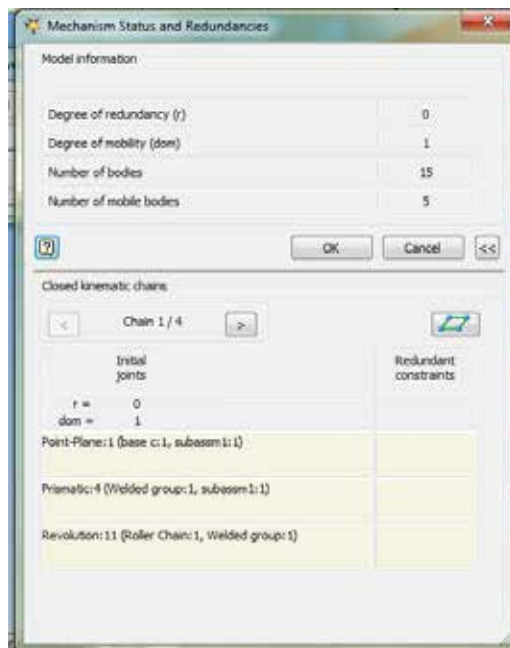 Mechanism Status and Redundancies
Model information
Degree of redundancy (r) 0
Degree of mobility (dom) 1
Number of bodies 15
Number of mobile bodies 5
OK Cancel <<
Closed kinematic chains
< Chain 1 / 4 >
Initial joints
Redundant constraints
r = 0
dom = 1
Point-Plane:1 (base c:1, subassm1:1)
Prismatic:4 (Welded group:1, subassm1:1)
Revolution:11 (Roller Chain:1, Welded group:1)